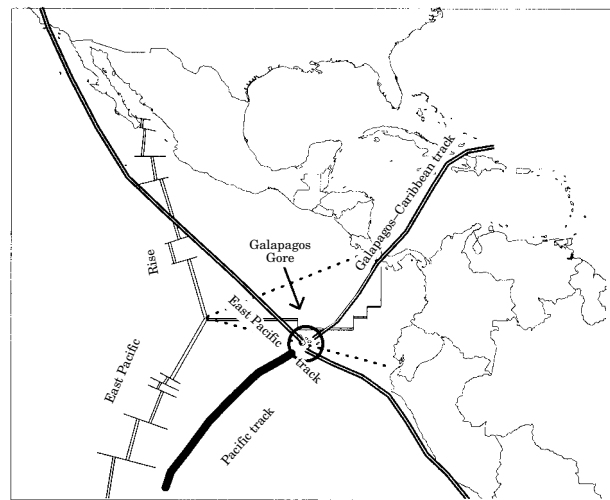 Galapagos–Caribbean track
Galapagos
Gore
Rise
East Pacific
track
East Pacific
Pacific track